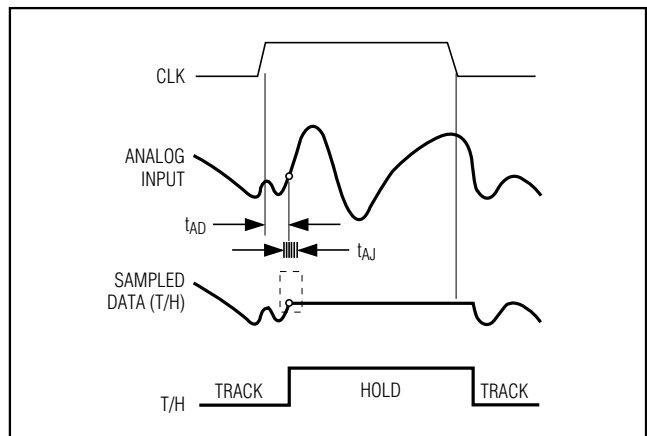 CLK
ANALOG
INPUT
tAD
tAJ
SAMPLED
DATA (T/H)
T/H
TRACK
HOLD
TRACK